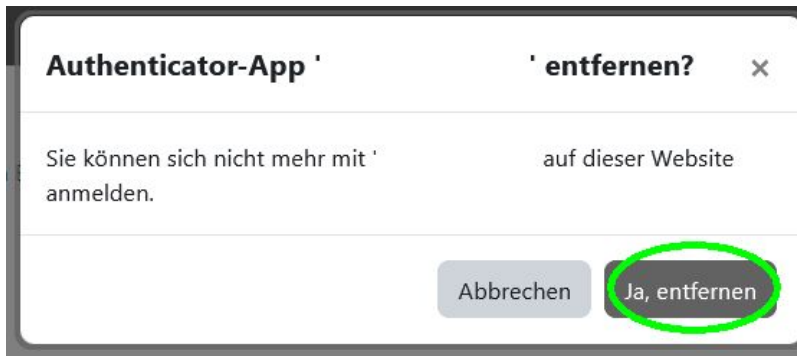 Authenticator-App ' ' entfernen? ×
Sie können sich nicht mehr mit ' auf dieser Website
anmelden.
Abbrechen Ja, entfernen